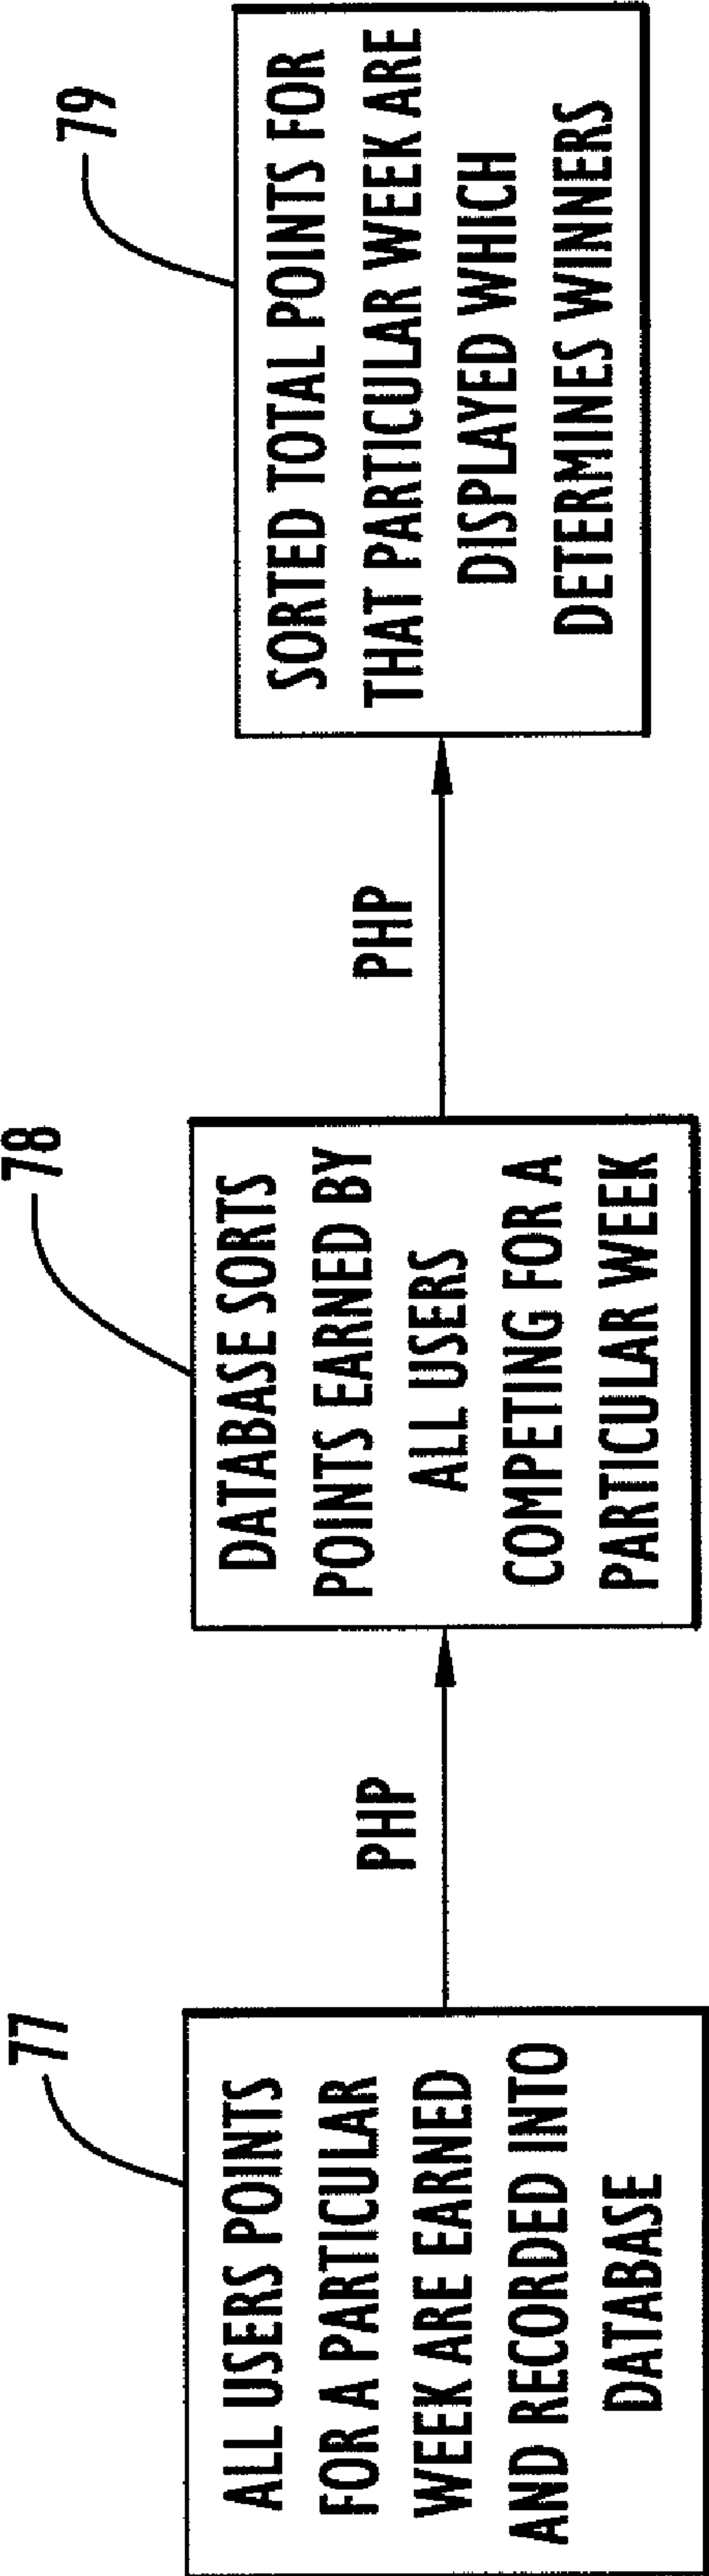 77
ALL USERS POINTS
FOR A PARTICULAR
WEEK ARE EARNED
AND RECORDED INTO
DATABASE
PHP
78
DATABASE SORTS
POINTS EARNED BY
ALL USERS
COMPETING FOR A
PARTICULAR WEEK
PHP
79
SORTED TOTAL POINTS FOR
THAT PARTICULAR WEEK ARE
DISPLAYED WHICH
DETERMINES WINNERS